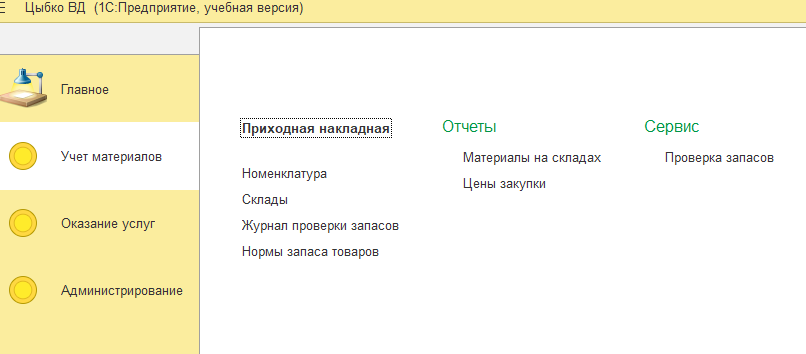 Цыбко ВД (1С:Предприятие, учебная версия)
Главное
Учет материалов
Оказание услуг
Администрирование
Приходная накладная
Номенклатура
Склады
Журнал проверки запасов
Нормы запаса товаров
Отчеты
Материалы на складах
Цены закупки
Сервис
Проверка запасов